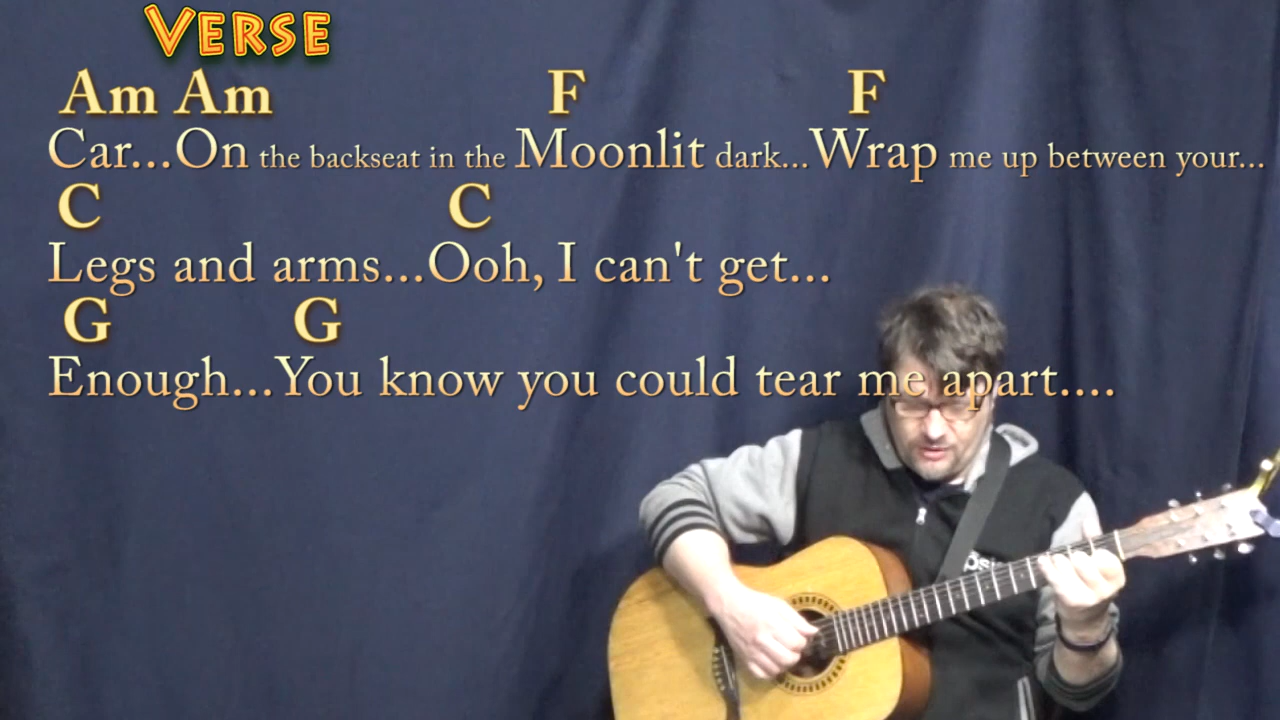 VERSE
Am Am F F
Car...On the backseat in the Moonlit dark...Wrap me up between your...
C C
Legs and arms...Ooh, I can't get...
G G
Enough...You know you could tear me apart....